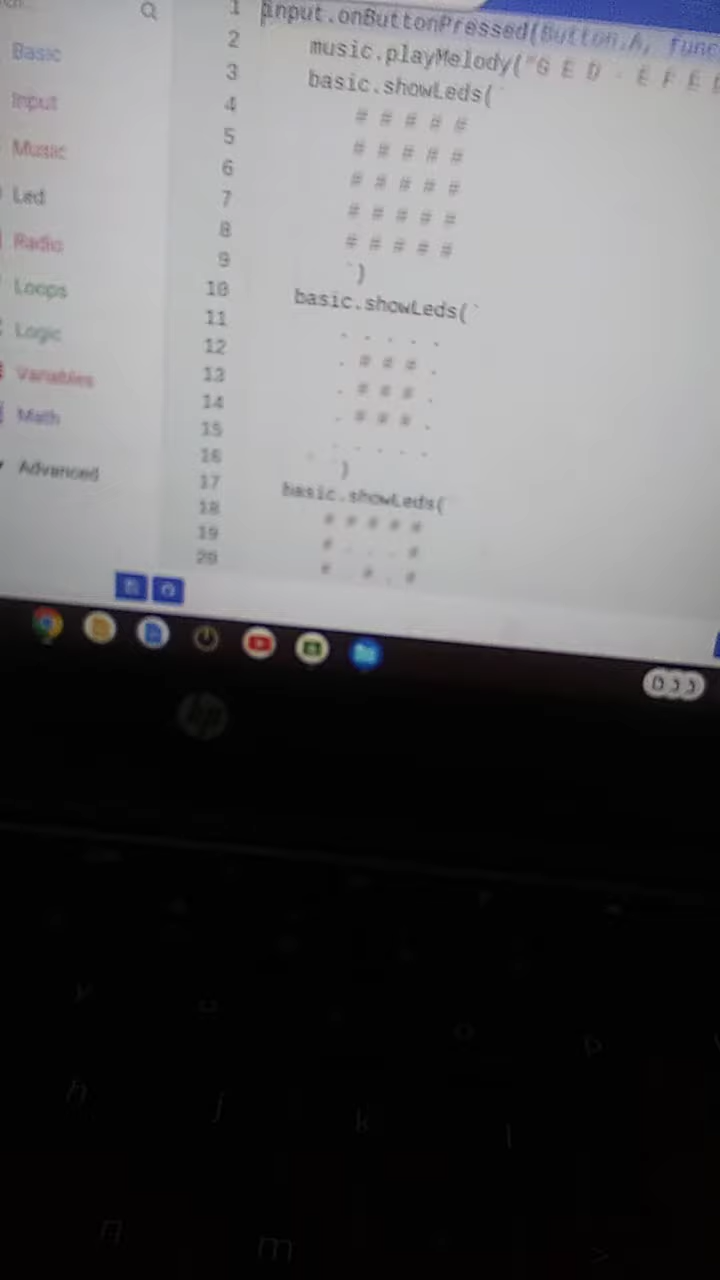 1 input.onButtonPressed(Button.A, func
2 music.playMelody("G E D - E F E
3 basic.showLeds(`
4 # # # # #
5 # # # # #
6 # # # # #
7 # # # # #
8 # # # # #
9 `)
10 basic.showLeds(`
11 . . . . .
12 . # # # .
13 . # # # .
14 . # # # .
15 . . . . .
16 `)
17 basic.showLeds(`
18 # # # # #
19 # . . . #
20 # . # . #
Basic
Input
Music
Led
Radio
Loops
Logic
Variables
Math
Advanced
hp
y
o
p
h
j
k
l
n
m